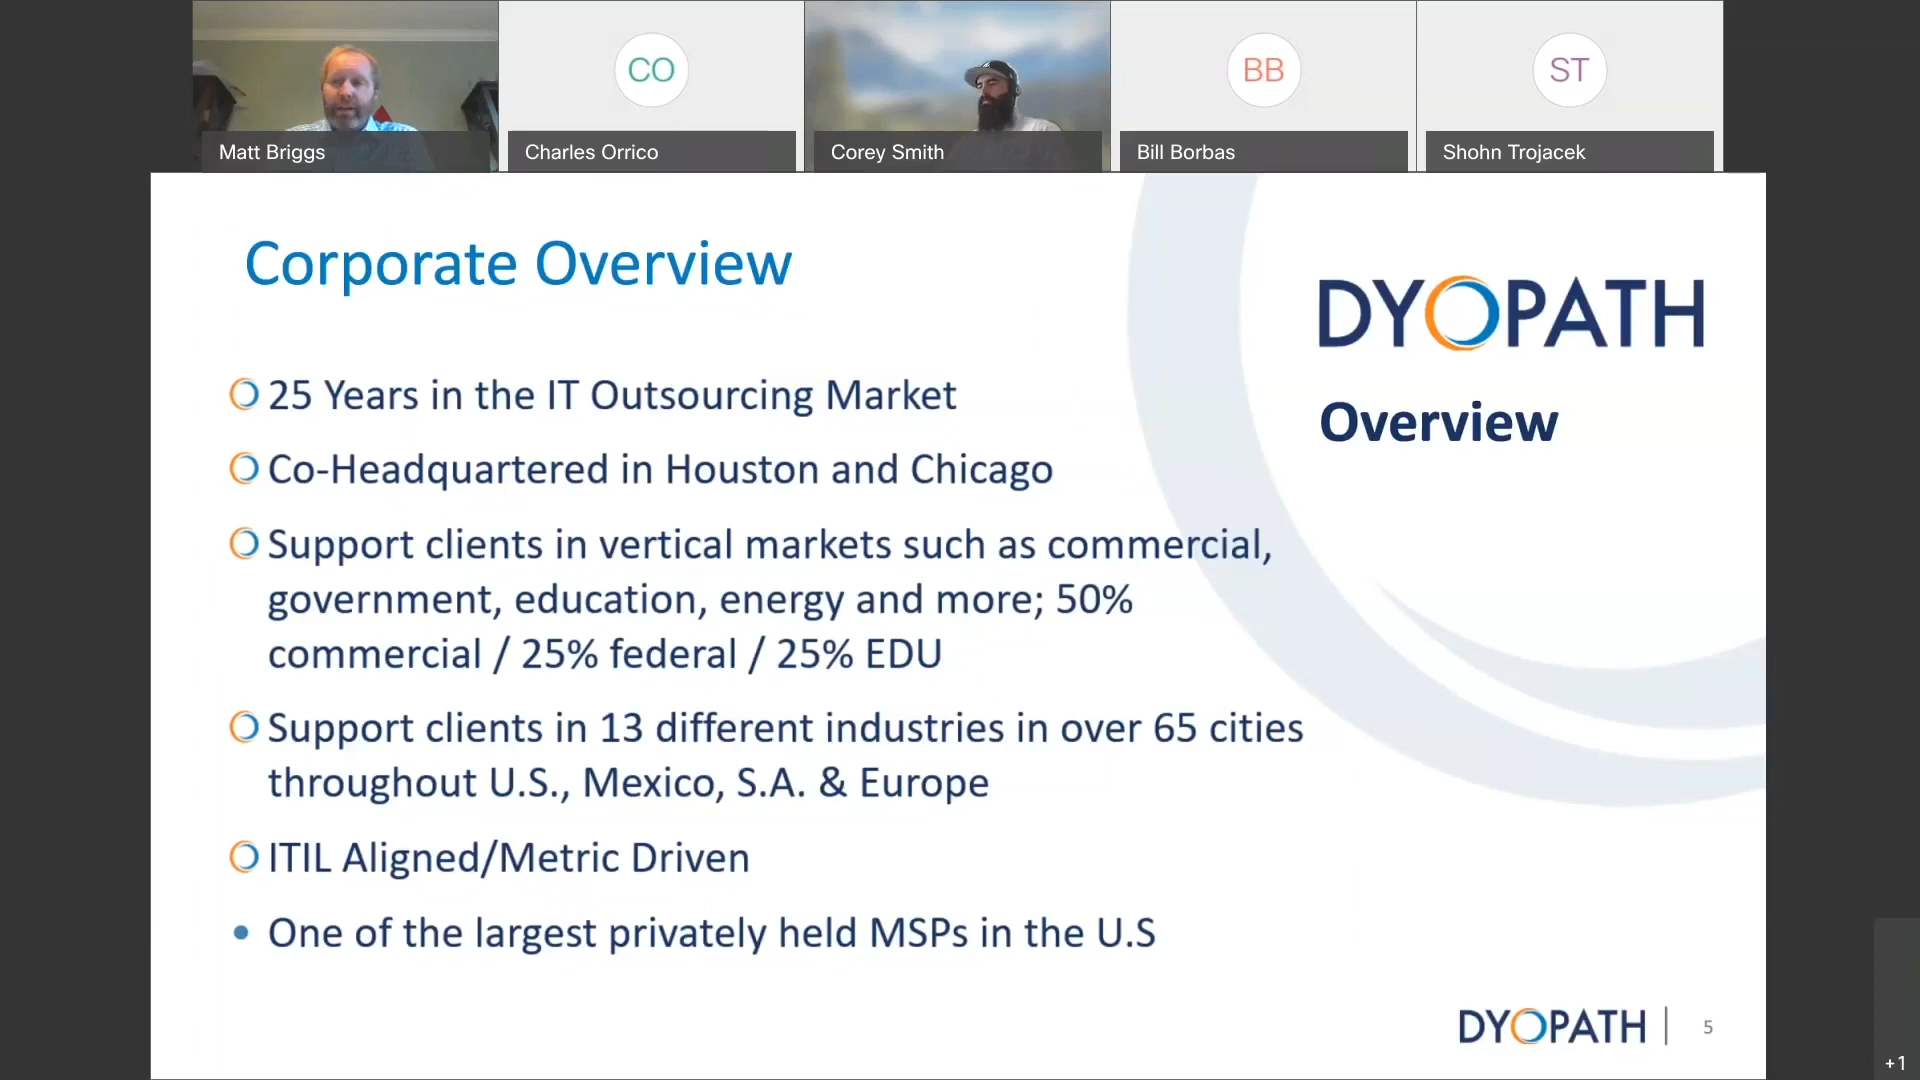 Matt Briggs
CO
Charles Orrico
Corey Smith
BB
Bill Borbas
ST
Shohn Trojacek
Corporate Overview
DYOPATH
Overview
25 Years in the IT Outsourcing Market
Co-Headquartered in Houston and Chicago
Support clients in vertical markets such as commercial,
government, education, energy and more; 50%
commercial / 25% federal / 25% EDU
Support clients in 13 different industries in over 65 cities
throughout U.S., Mexico, S.A. & Europe
ITIL Aligned/Metric Driven
• One of the largest privately held MSPs in the U.S
DYOPATH | 5
+1